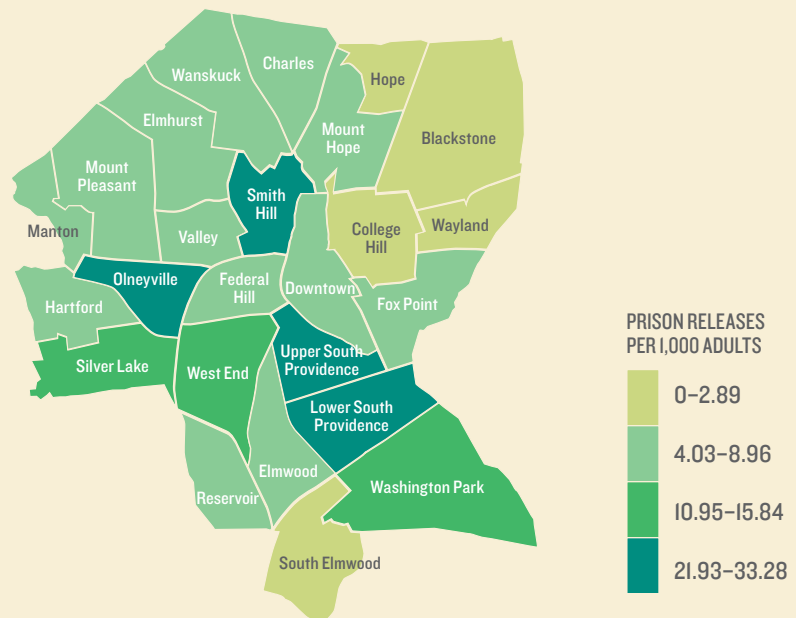 Charles
Wanskuck
Hope
Elmhurst
Mount
Hope
Blackstone
Mount
Pleasant
Smith
Hill
Manton
Valley
College
Hill
Wayland
Olneyville
Federal
Hill
Downtown
Fox Point
Hartford
Silver Lake
West End
Upper South
Providence
Lower South
Providence
Elmwood
Reservoir
Washington Park
South Elmwood
PRISON RELEASES
PER 1,000 ADULTS
0–2.89
4.03–8.96
10.95–15.84
21.93–33.28